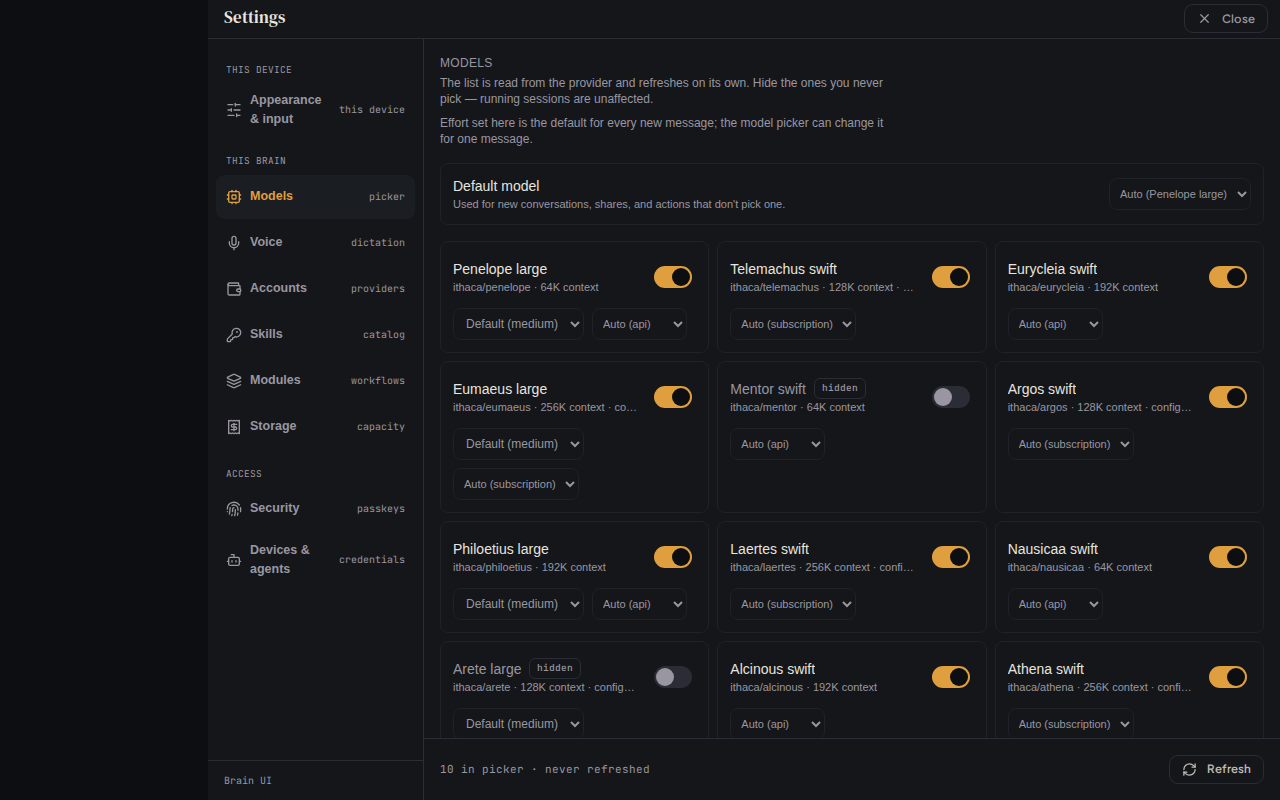 Settings
Close
THIS DEVICE
Appearance & input
this device
THIS BRAIN
Models
picker
Voice
dictation
Accounts
providers
Skills
catalog
Modules
workflows
Storage
capacity
ACCESS
Security
passkeys
Devices & agents
credentials
Brain UI
MODELS
The list is read from the provider and refreshes on its own. Hide the ones you never
pick — running sessions are unaffected.
Effort set here is the default for every new message; the model picker can change it
for one message.
Default model
Used for new conversations, shares, and actions that don't pick one.
Auto (Penelope large)
Penelope large
ithaca/penelope · 64K context
Default (medium)
Auto (api)
Telemachus swift
ithaca/telemachus · 128K context · …
Auto (subscription)
Eurycleia swift
ithaca/eurycleia · 192K context
Auto (api)
Eumaeus large
ithaca/eumaeus · 256K context · co…
Default (medium)
Auto (subscription)
Mentor swift
hidden
ithaca/mentor · 64K context
Auto (api)
Argos swift
ithaca/argos · 128K context · config…
Auto (subscription)
Philoetius large
ithaca/philoetius · 192K context
Default (medium)
Auto (api)
Laertes swift
ithaca/laertes · 256K context · confi…
Auto (subscription)
Nausicaa swift
ithaca/nausicaa · 64K context
Auto (api)
Arete large
hidden
ithaca/arete · 128K context · config…
Default (medium)
Alcinous swift
ithaca/alcinous · 192K context
Auto (api)
Athena swift
ithaca/athena · 256K context · confi…
Auto (subscription)
10 in picker · never refreshed
Refresh